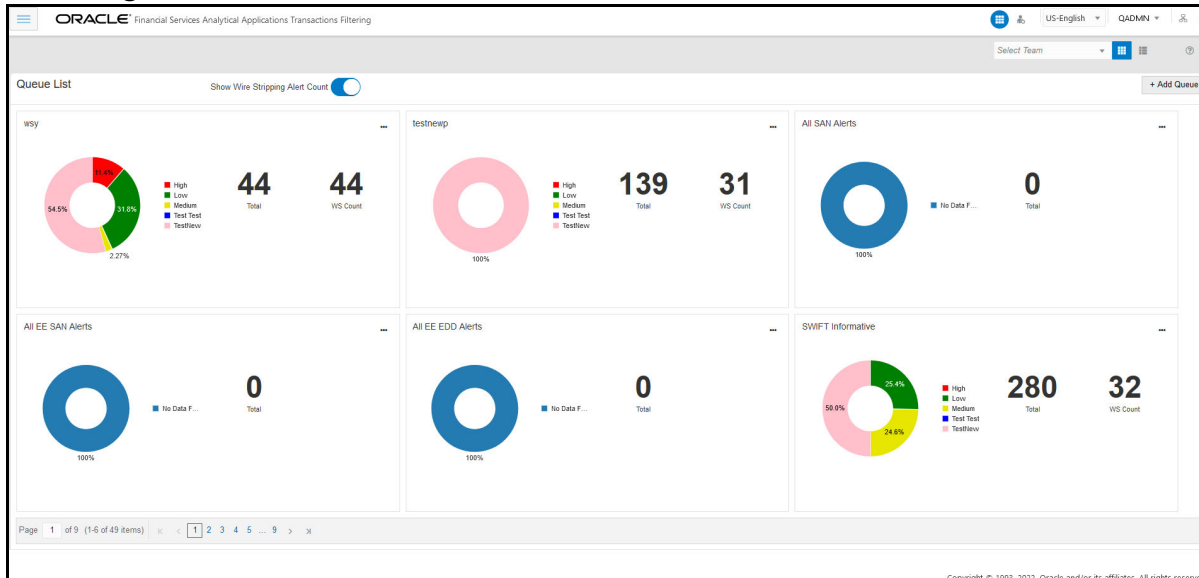 ORACLE Financial Services Analytical Applications Transactions Filtering
US-English
QADMN
Select Team
Queue List
Show Wire Stripping Alert Count
+ Add Queue
wsy
11.4%
31.8%
54.5%
2.27%
High
Low
Medium
Test Test
TestNew
44
Total
44
WS Count
testnewp
100%
High
Low
Medium
Test Test
TestNew
139
Total
31
WS Count
All SAN Alerts
100%
No Data F...
0
Total
All EE SAN Alerts
100%
No Data F...
0
Total
All EE EDD Alerts
100%
No Data F...
0
Total
SWIFT Informative
25.4%
50.0%
24.6%
High
Low
Medium
Test Test
TestNew
280
Total
32
WS Count
Page 1 of 9 (1-6 of 49 items) 1 2 3 4 5 ... 9